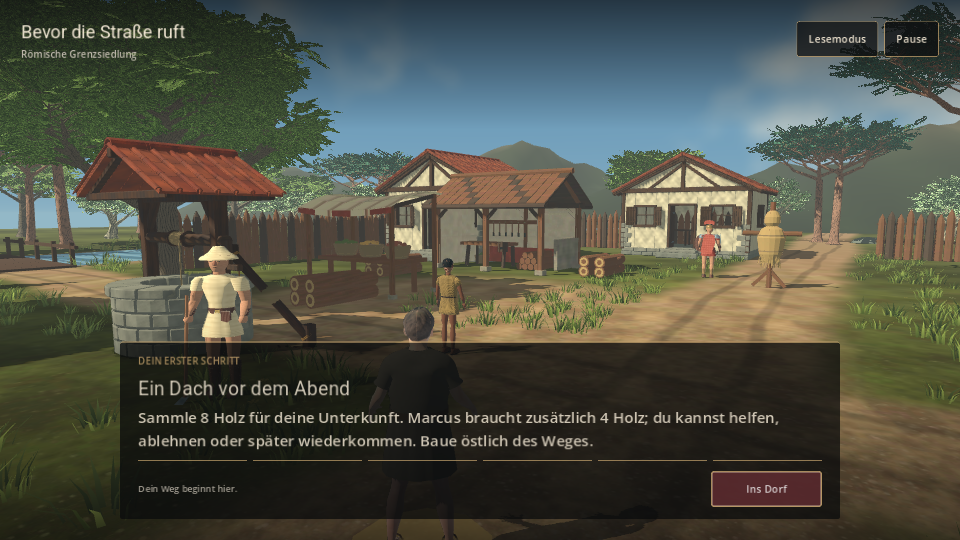 Bevor die Straße ruft
Römische Grenzsiedlung
Lesemodus
Pause
DEIN ERSTER SCHRITT
Ein Dach vor dem Abend
Sammle 8 Holz für deine Unterkunft. Marcus braucht zusätzlich 4 Holz; du kannst helfen,
ablehnen oder später wiederkommen. Baue östlich des Weges.
Dein Weg beginnt hier.
Ins Dorf